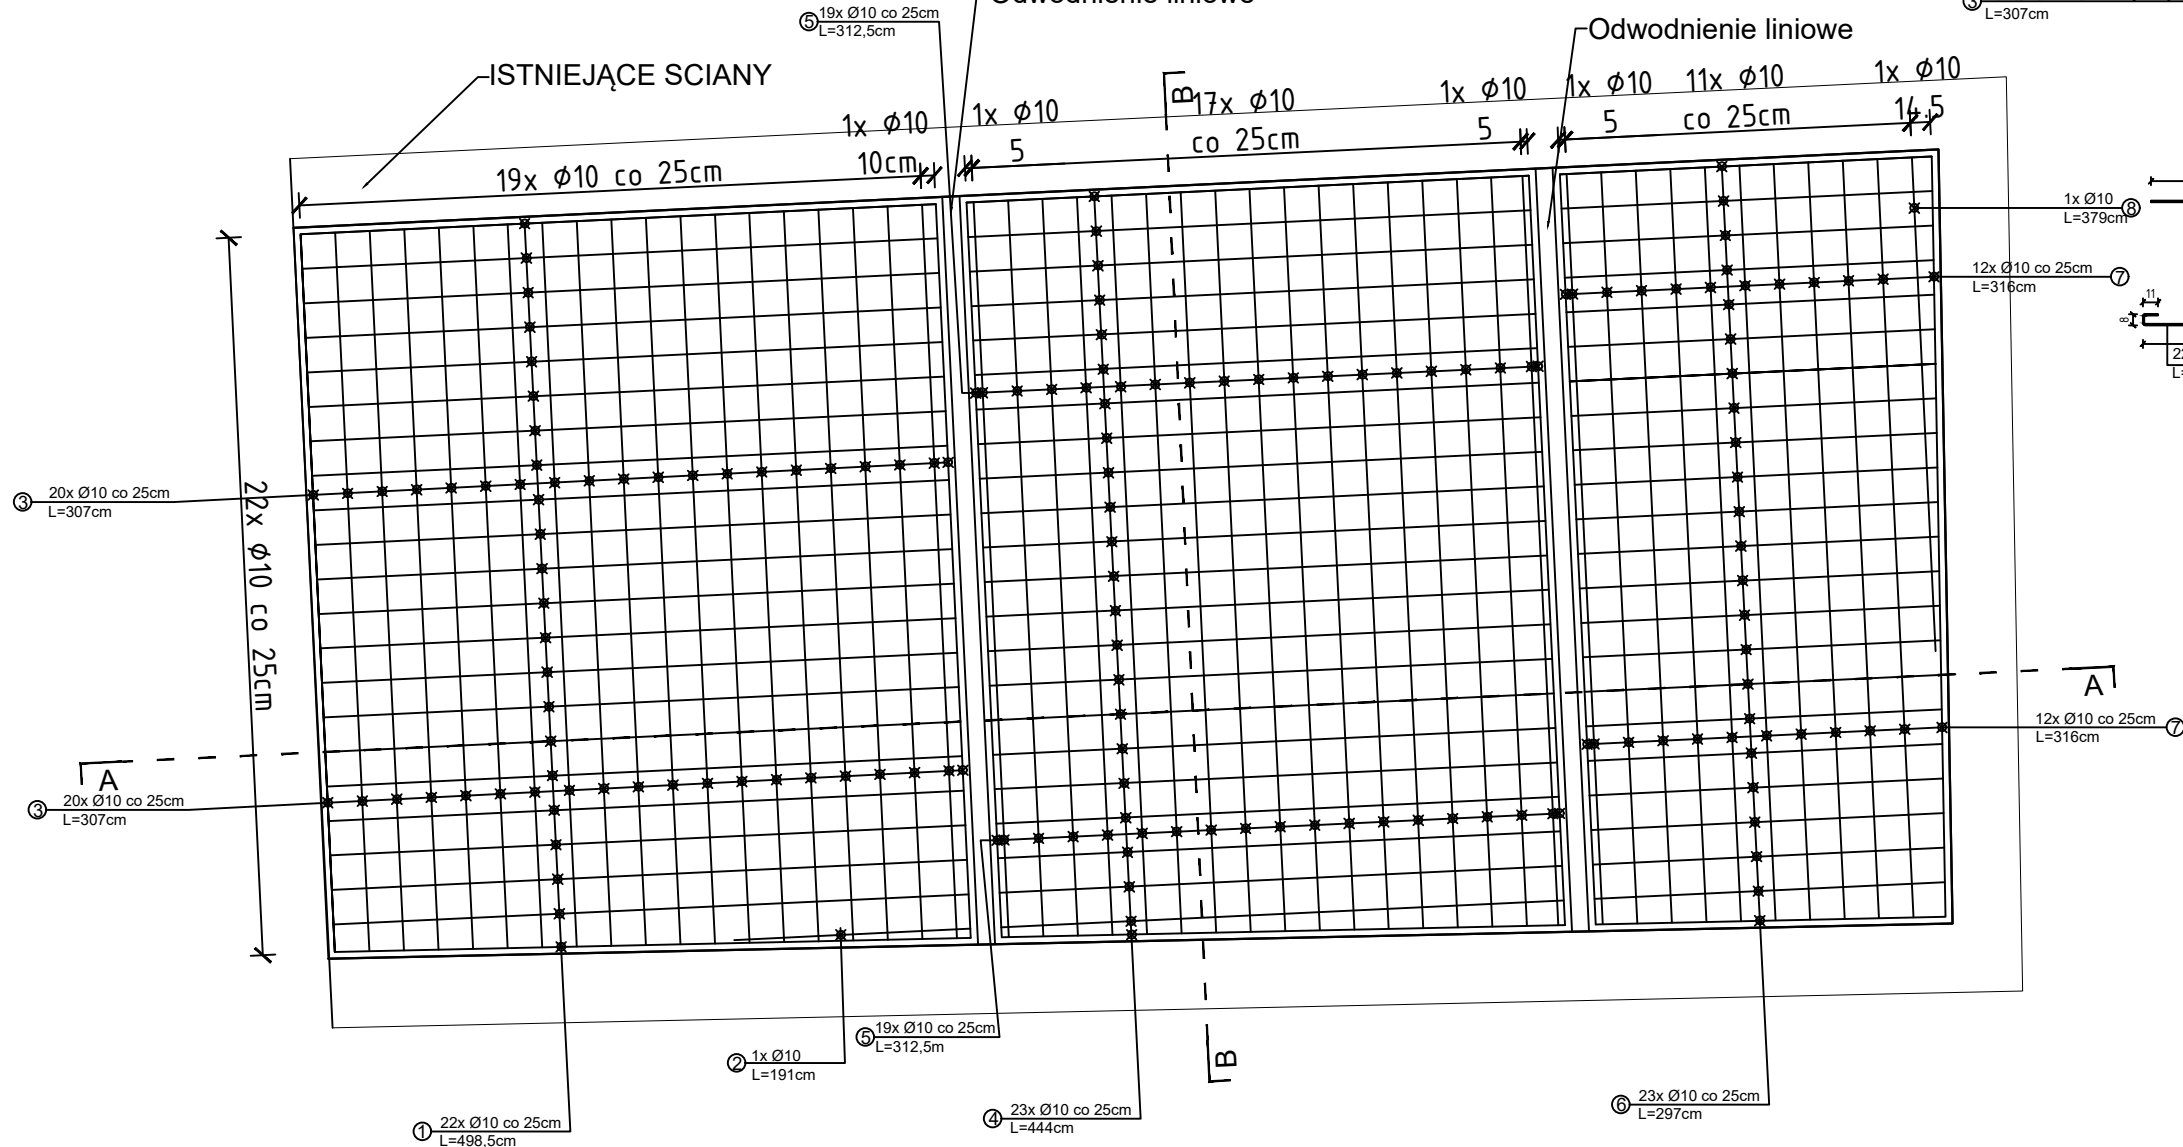 Odwodnienie liniowe
⑤ 19x Ø10 co 25cm
L=312,5cm
③
L=307cm
Odwodnienie liniowe
ISTNIEJĄCE SCIANY
1x Ø10
1x Ø10
B
17x Ø10
1x Ø10
1x Ø10
11x Ø10
1x Ø10
19x Ø10 co 25cm
10cm
5
co 25cm
5
5
co 25cm
14.5
1x Ø10
L=379cm
⑧
12x Ø10 co 25cm
L=316cm
⑦
11
8
22
L=
③ 20x Ø10 co 25cm
L=307cm
22x Ø10 co 25cm
A
A
12x Ø10 co 25cm
L=316cm
⑦
③ 20x Ø10 co 25cm
L=307cm
⑤ 19x Ø10 co 25cm
L=312,5m
② 1x Ø10
L=191cm
B
① 22x Ø10 co 25cm
L=498,5cm
④ 23x Ø10 co 25cm
L=444cm
⑥ 23x Ø10 co 25cm
L=297cm